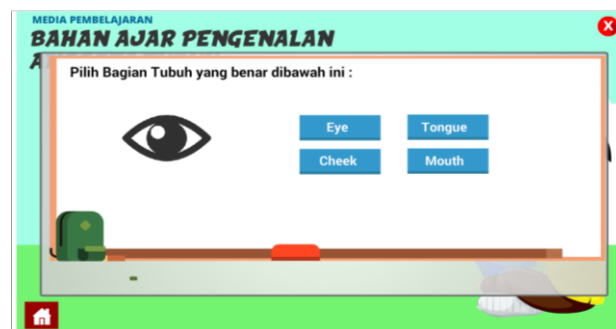 MEDIA PEMBELAJARAN
BAHAN AJAR PENGENALAN
Pilih Bagian Tubuh yang benar dibawah ini :
Eye
Tongue
Cheek
Mouth
X